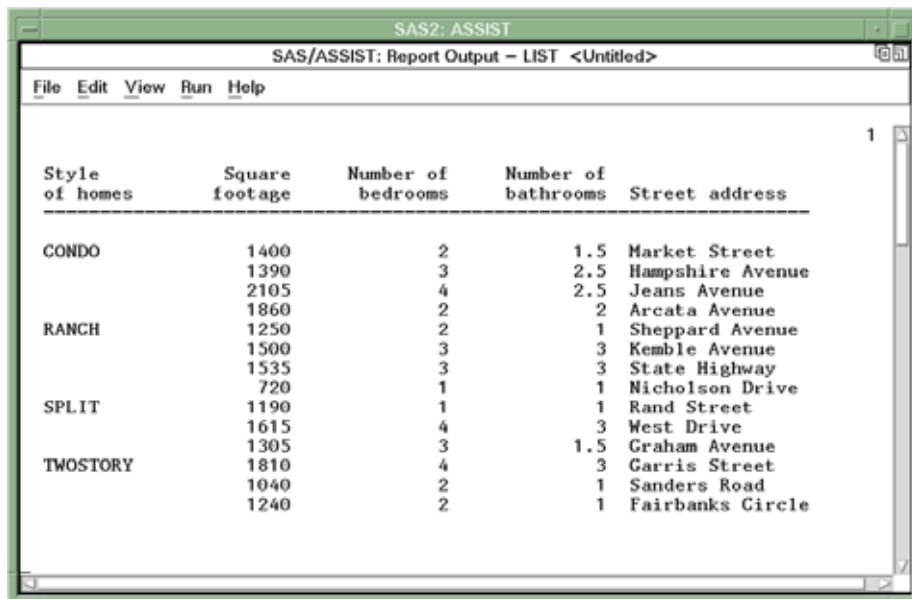 SAS2: ASSIST
SAS/ASSIST: Report Output – LIST <Untitled>
File Edit View Run Help
1
Style Square Number of Number of
of homes footage bedrooms bathrooms Street address
CONDO 1400 2 1.5 Market Street
1390 3 2.5 Hampshire Avenue
2105 4 2.5 Jeans Avenue
1860 2 2 Arcata Avenue
RANCH 1250 2 1 Sheppard Avenue
1500 3 3 Kemble Avenue
1535 3 3 State Highway
720 1 1 Nicholson Drive
SPLIT 1190 1 1 Rand Street
1615 4 3 West Drive
1305 3 1.5 Graham Avenue
TWOSTORY 1810 4 3 Garris Street
1040 2 1 Sanders Road
1240 2 1 Fairbanks Circle